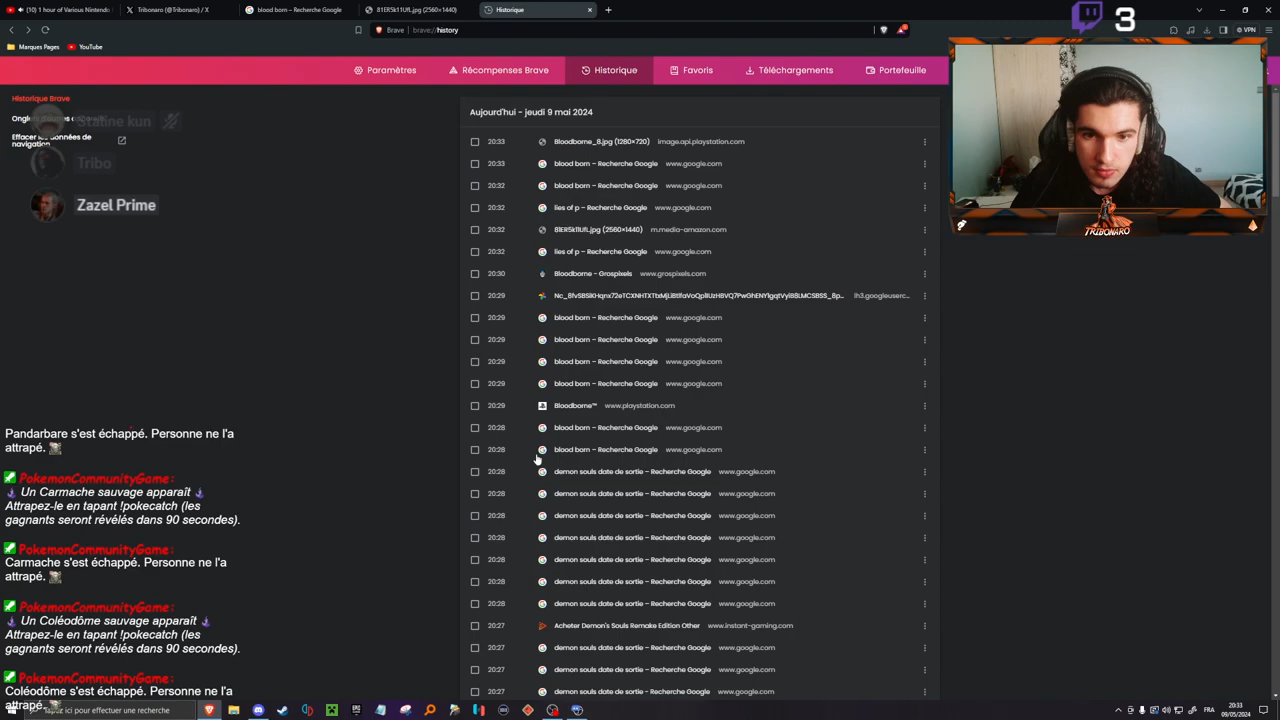 (10) 1 hour of Various Nintend
Tribonaro (@Tribonaro) / X
blood born – Recherche Google
81ER5k11UfL.jpg (2560×1440)
Historique
3
Brave
brave://history
VPN
Marques Pages
YouTube
Paramètres
Récompenses Brave
Historique
Favoris
Téléchargements
Portefeuille
Historique Brave
Staline kun
Effacer les données de
navigation
Tribo
Zazel Prime
Aujourd'hui - jeudi 9 mai 2024
20:33 Bloodborne_8.jpg (1280×720) image.api.playstation.com
20:33 blood born – Recherche Google www.google.com
20:32 blood born – Recherche Google www.google.com
20:32 lies of p – Recherche Google www.google.com
20:32 81ER5k11UfL.jpg (2560×1440) m.media-amazon.com
20:32 lies of p – Recherche Google www.google.com
20:30 Bloodborne - Grospixels www.grospixels.com
20:29 lh3.googleuserc...
20:29 blood born – Recherche Google www.google.com
20:29 blood born – Recherche Google www.google.com
20:29 blood born – Recherche Google www.google.com
20:29 blood born – Recherche Google www.google.com
20:29 Bloodborne™ www.playstation.com
20:28 blood born – Recherche Google www.google.com
20:28 blood born – Recherche Google www.google.com
20:28 demon souls date de sortie – Recherche Google www.google.com
20:28 demon souls date de sortie – Recherche Google www.google.com
20:28 demon souls date de sortie – Recherche Google www.google.com
20:28 demon souls date de sortie – Recherche Google www.google.com
20:28 demon souls date de sortie – Recherche Google www.google.com
20:28 demon souls date de sortie – Recherche Google www.google.com
20:28 demon souls date de sortie – Recherche Google www.google.com
20:27 Acheter Demon's Souls Remake Edition Other www.instant-gaming.com
20:27 demon souls date de sortie – Recherche Google www.google.com
20:27 demon souls date de sortie – Recherche Google www.google.com
20:27 demon souls date de sortie - Recherche Google www.google.com
TRIBONARO
Pandarbare s'est échappé. Personne ne l'a
attrapé.
PokemonCommunityGame:
Un Carmache sauvage apparaît
Attrapez-le en tapant !pokecatch (les
gagnants seront révélés dans 90 secondes).
PokemonCommunityGame:
Carmache s'est échappé. Personne ne l'a
attrapé.
PokemonCommunityGame:
Un Coléodôme sauvage apparaît
Attrapez-le en tapant !pokecatch (les
gagnants seront révélés dans 90 secondes).
PokemonCommunityGame:
Coléodôme s'est échappé. Personne ne l'a
attrapé.
Tapez ici pour effectuer une recherche
FRA
20:33
09/05/2024